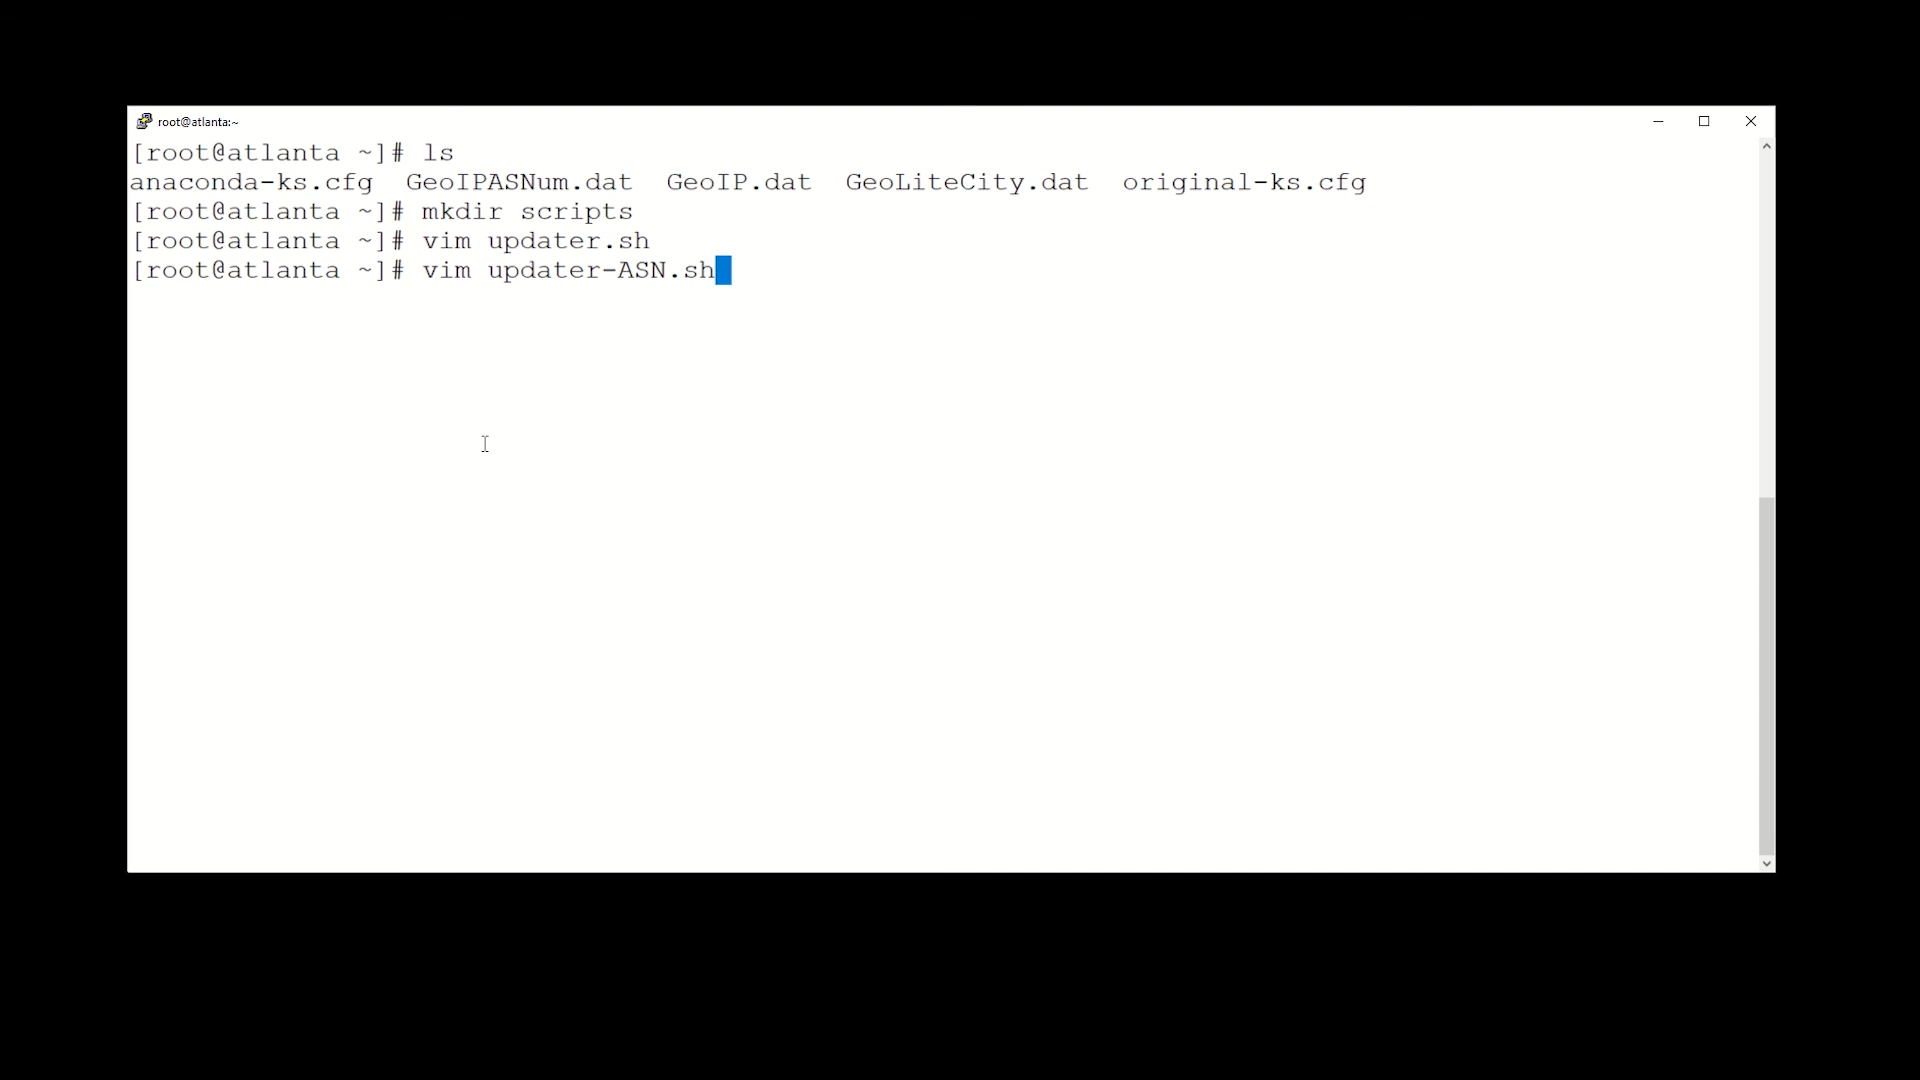 root@atlanta:~
[root@atlanta ~]# ls
anaconda-ks.cfg  GeoIPASNum.dat  GeoIP.dat  GeoLiteCity.dat  original-ks.cfg
[root@atlanta ~]# mkdir scripts
[root@atlanta ~]# vim updater.sh
[root@atlanta ~]# vim updater-ASN.sh